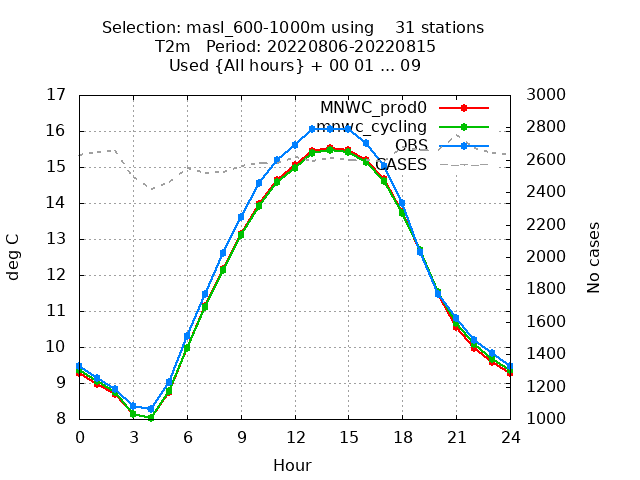 Selection: masl_600-1000m using    31 stations
T2m   Period: 20220806-20220815
Used {All hours} + 00 01 ... 09
MNWC_prod0
mnwc_cycling
OBS
CASES
deg C
17
16
15
14
13
12
11
10
9
8
3000
2800
2600
2400
2200
2000
1800
1600
1400
1200
1000
No cases
0 3 6 9 12 15 18 21 24
Hour